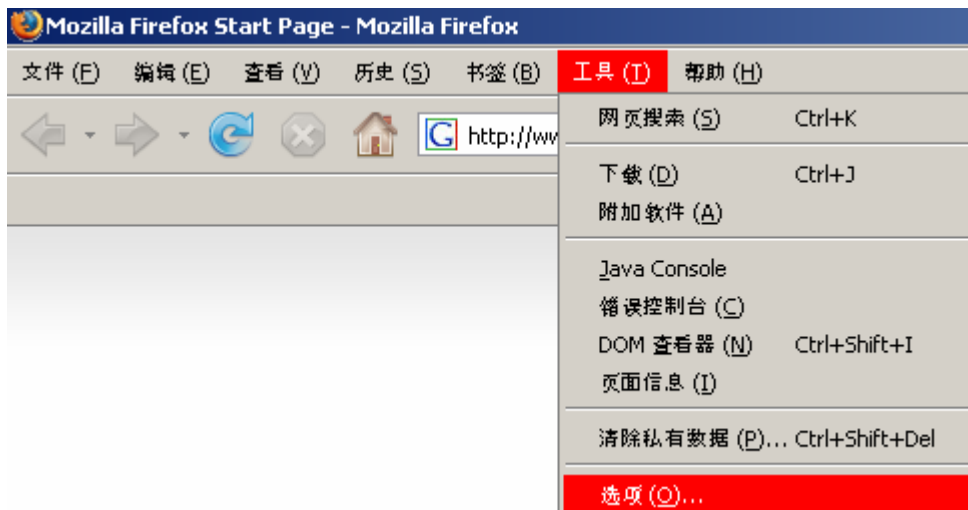 Mozilla Firefox Start Page - Mozilla Firefox
文件 (F) 编辑 (E) 查看 (V) 历史 (S) 书签 (B) 工具 (T) 帮助 (H)
http://ww
网页搜索 (S) Ctrl+K
下载 (D) Ctrl+J
附加软件 (A)
Java Console
错误控制台 (C)
DOM 查看器 (N) Ctrl+Shift+I
页面信息 (I)
清除私有数据 (P)... Ctrl+Shift+Del
选项 (O)...